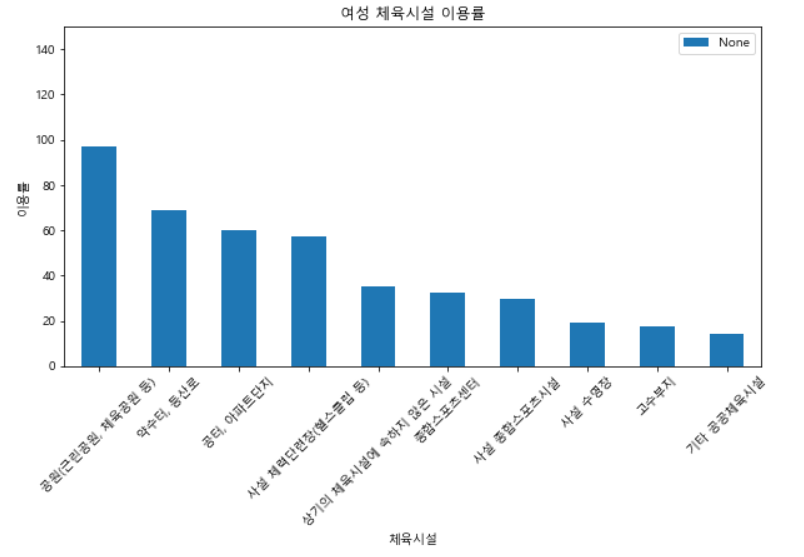 여성 체육시설 이용률
None
이용률
140
120
100
80
60
40
20
0
공원(근린공원, 체육공원 등)
약수터, 등산로
공터, 아파트단지
사설 체력단련장(헬스클럽 등)
상기의 체육시설에 속하지 않은 시설
종합스포츠센터
사설 종합스포츠시설
사설 수영장
고수부지
기타 공공체육시설
체육시설